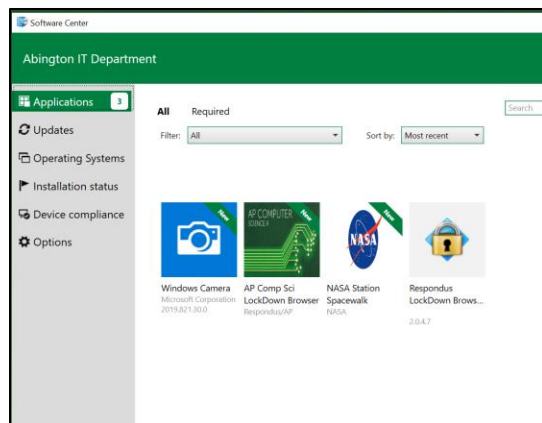 Software Center
Abington IT Department
Applications 3
Updates
Operating Systems
Installation status
Device compliance
Options
All Required
Search
Filter: All Sort by: Most recent
New
AP COMPUTER
SCIENCE
New
NASA
New
Windows Camera
Microsoft Corporation
2019.821.30.0
AP Comp Sci
LockDown Browser
Respondus/AP
NASA Station
Spacewalk
NASA
Respondus
LockDown Brows...
2.0.4.7